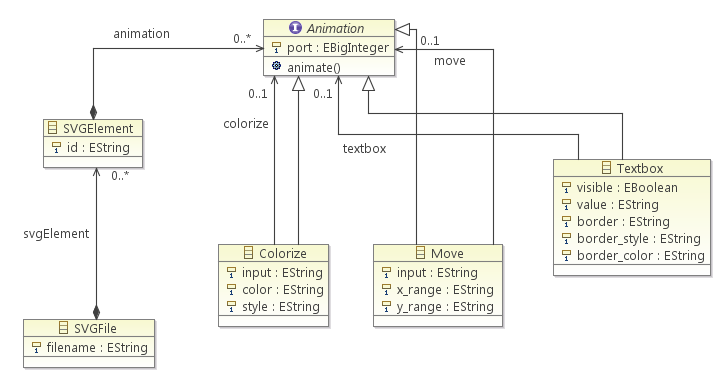 Animation
port : EBigInteger
animate()
animation
0..*
0..1
move
0..1
0..1
colorize
textbox
SVGElement
id : EString
0..*
svgElement
Textbox
visible : EBoolean
value : EString
border : EString
border_style : EString
border_color : EString
Colorize
input : EString
color : EString
style : EString
Move
input : EString
x_range : EString
y_range : EString
SVGFile
filename : EString